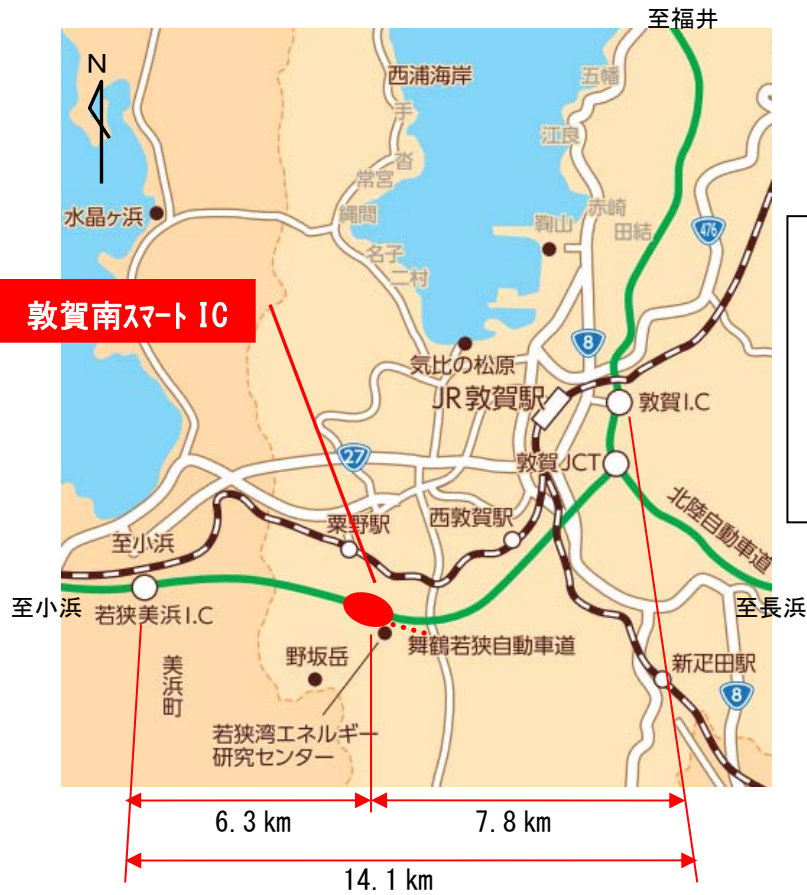 至福井
N
西浦海岸
五幡
手
江良
沓
常宮
赤崎
水晶ヶ浜
縄間
鞠山
田結
476
名子
二村
敦賀南スマート IC
8
気比の松原
JR敦賀駅
敦賀I.C
27
敦賀JCT
北陸自動車道
西敦賀駅
粟野駅
至小浜
至小浜
若狭美浜I.C
至長浜
舞鶴若狭自動車道
野坂岳
新疋田駅
美浜町
8
若狭湾エネルギー
研究センター
6.3 km
7.8 km
14.1 km